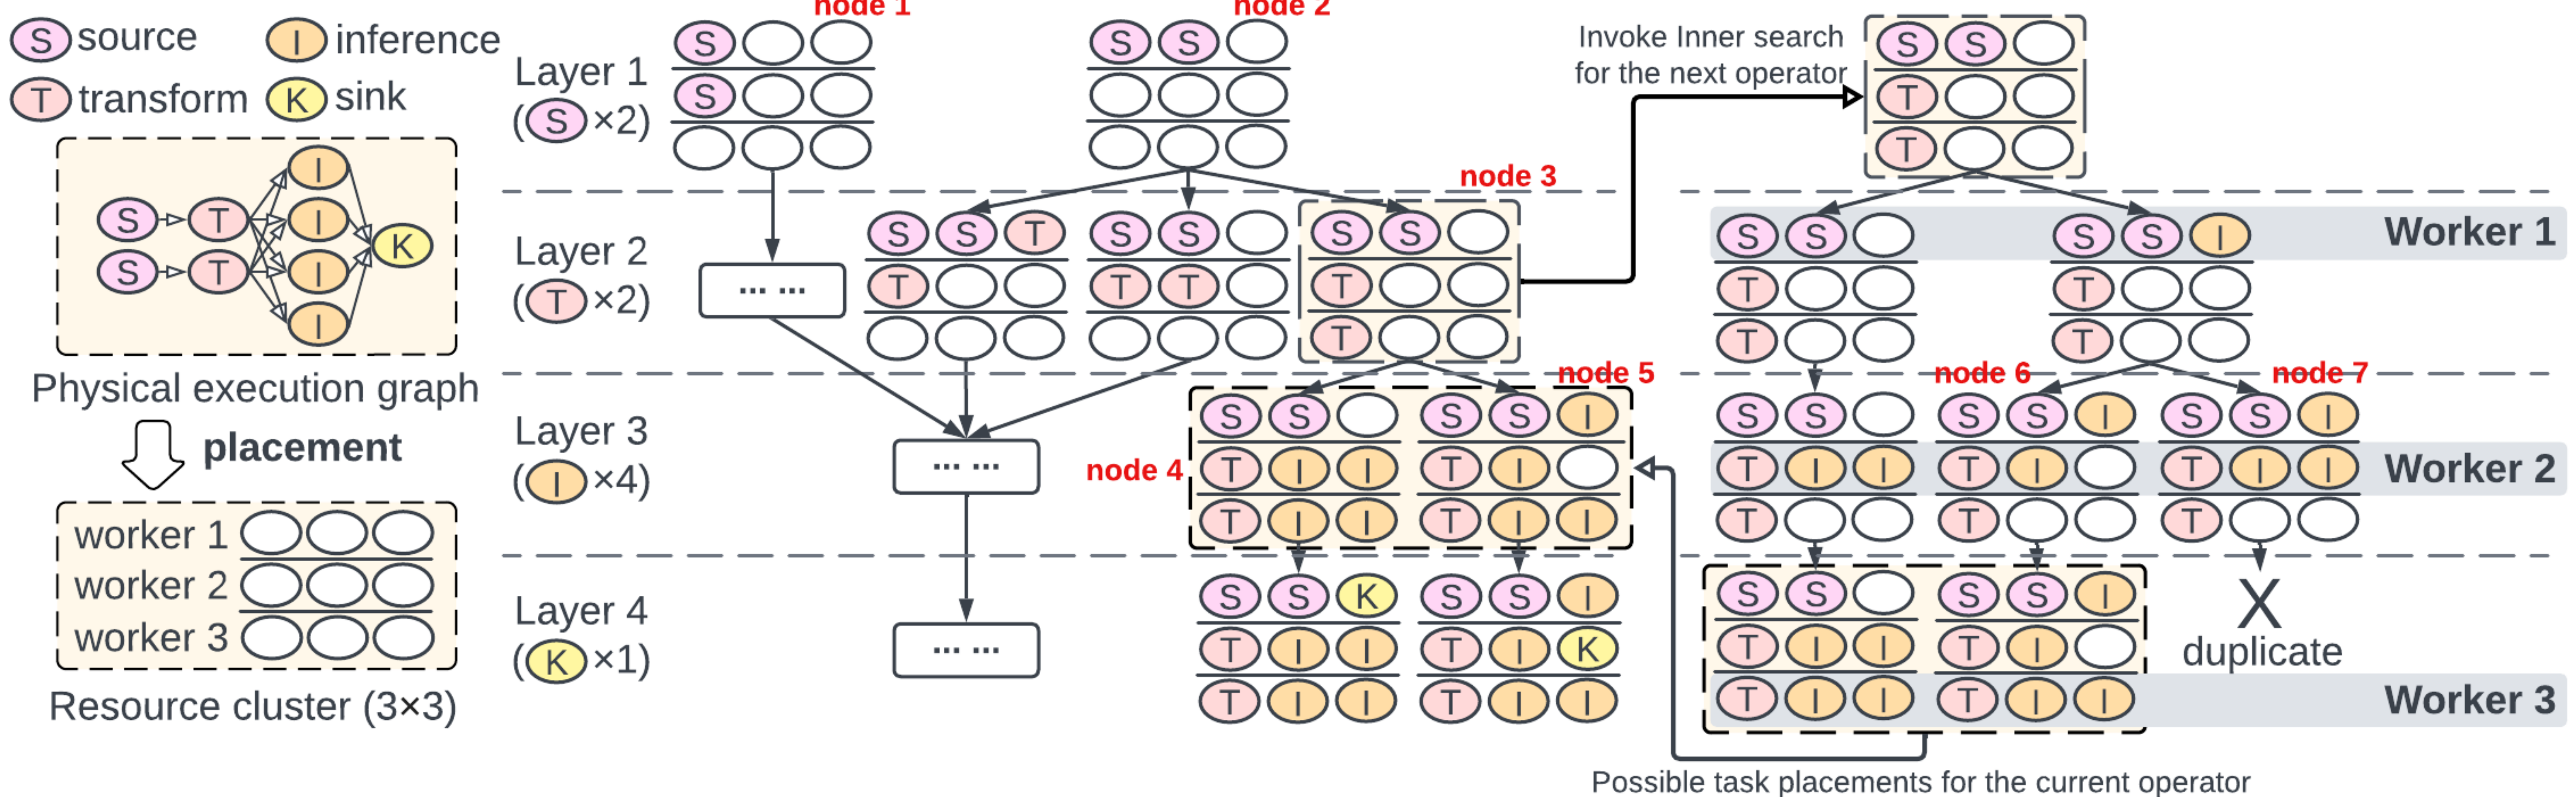 S source
I inference
T transform
K sink
S T I I I I K
S T
Physical execution graph
placement
worker 1
worker 2
worker 3
Resource cluster (3×3)
node 1
node 2
Layer 1
(S ×2)
S
S
S S
node 3
Layer 2
(T ×2)
... ...
S S T
T
S S
T T
S S
T
T
node 4
node 5
Layer 3
(I ×4)
... ...
S S
T I I
T I I
S S I
T I
T I I
Layer 4
(K ×1)
... ...
S S K
T I I
T I I
S S I
T I K
T I I
Invoke Inner search
for the next operator
S S
T
T
Worker 1
S S
T
T
S S I
T
T
node 6
node 7
Worker 2
S S
T I I
T
S S I
T I
T
S S I
T I I
T
X
duplicate
Worker 3
S S
T I I
T I I
S S I
T I
T I I
Possible task placements for the current operator